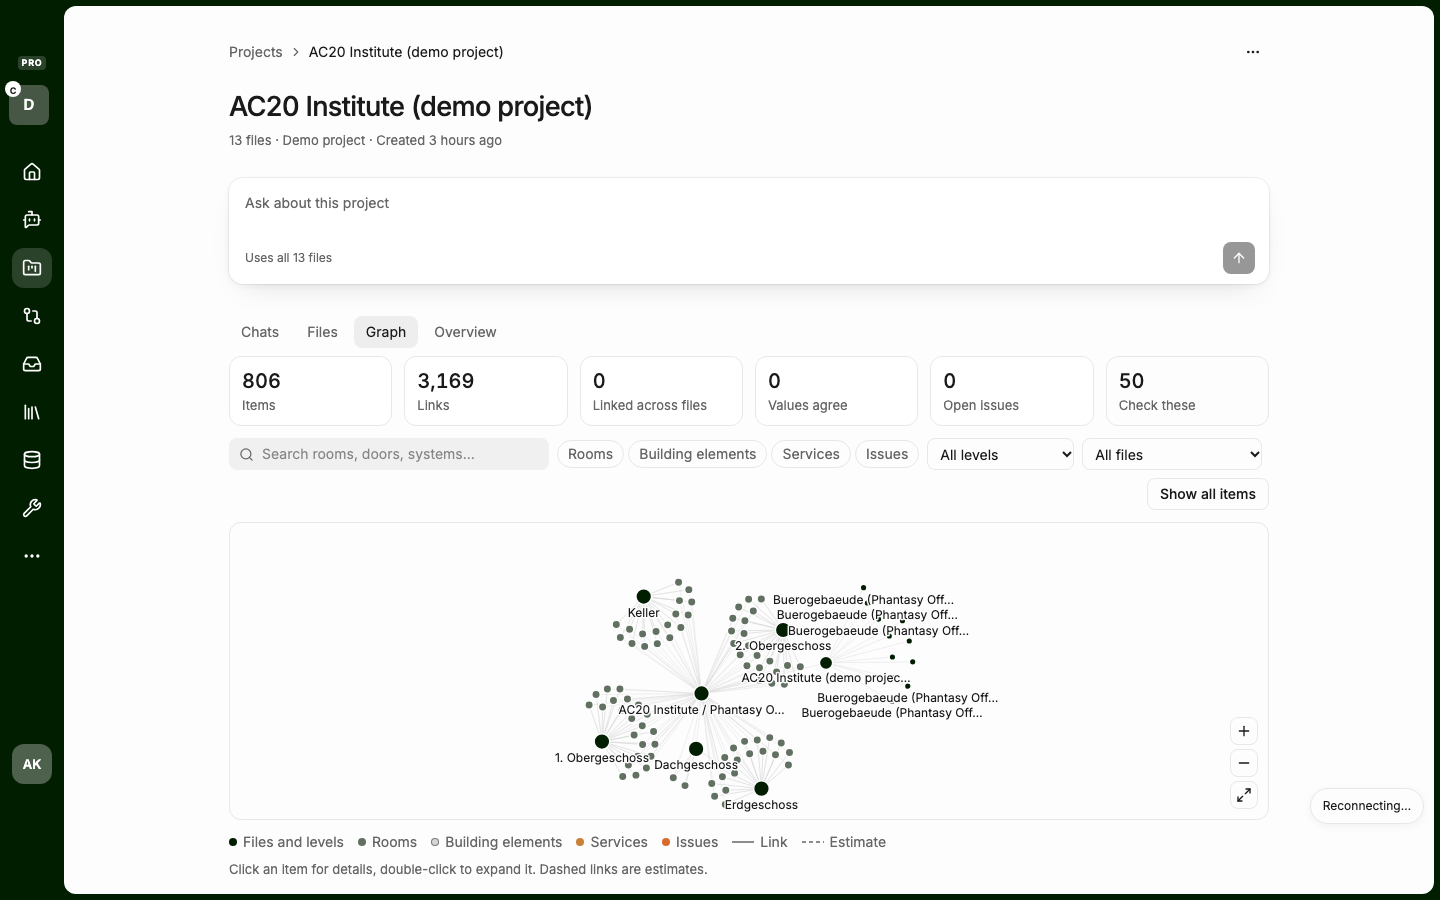 PRO
C
D
AK
Projects > AC20 Institute (demo project)
AC20 Institute (demo project)
13 files · Demo project · Created 3 hours ago
Ask about this project
Uses all 13 files
Chats Files Graph Overview
806
Items
3,169
Links
0
Linked across files
0
Values agree
0
Open issues
50
Check these
Search rooms, doors, systems...
Rooms Building elements Services Issues All levels All files
Show all items
Buerogebaeude (Phantasy Off...
Keller
Buerogebaeude (Phantasy Off...
Buerogebaeude (Phantasy Off...
2. Obergeschoss
AC20 Institute (demo projec...
Buerogebaeude (Phantasy Off...
AC20 Institute / Phantasy O...
Buerogebaeude (Phantasy Off...
1. Obergeschoss
Dachgeschoss
Erdgeschoss
Reconnecting...
Files and levels Rooms Building elements Services Issues Link Estimate
Click an item for details, double-click to expand it. Dashed links are estimates.